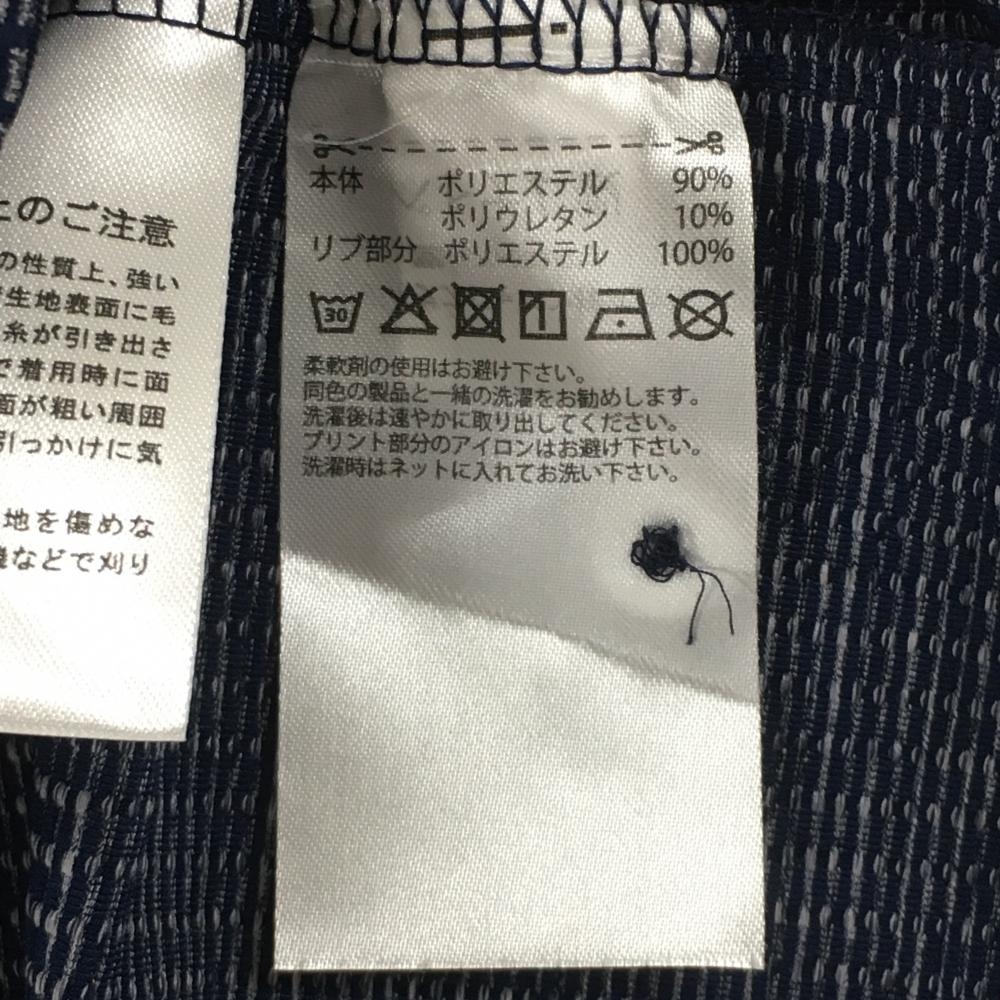 上のご注意
の性質上、強い
生地表面に毛
糸が引き出さ
で着用時に面
面が粗い周囲
引っかけに気
地を傷めな
などで刈り
本体 ポリエステル 90%
ポリウレタン 10%
リブ部分 ポリエステル 100%
30
柔軟剤の使用はお避け下さい。
同色の製品と一緒の洗濯をお勧めします。
洗濯後は速やかに取り出してください。
プリント部分のアイロンはお避け下さい。
洗濯時はネットに入れてお洗い下さい。